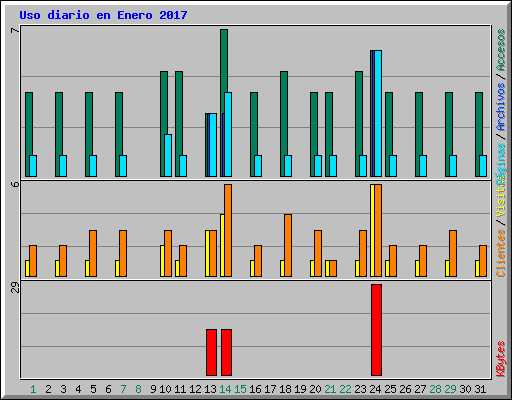 Uso diario en Enero 2017
7
6
29
Accesos / Archivos / Páginas
Visitas / Clientes
KBytes
1 2 3 4 5 6 7 8 9 10 11 12 13 14 15 16 17 18 19 20 21 22 23 24 25 26 27 28 29 30 31